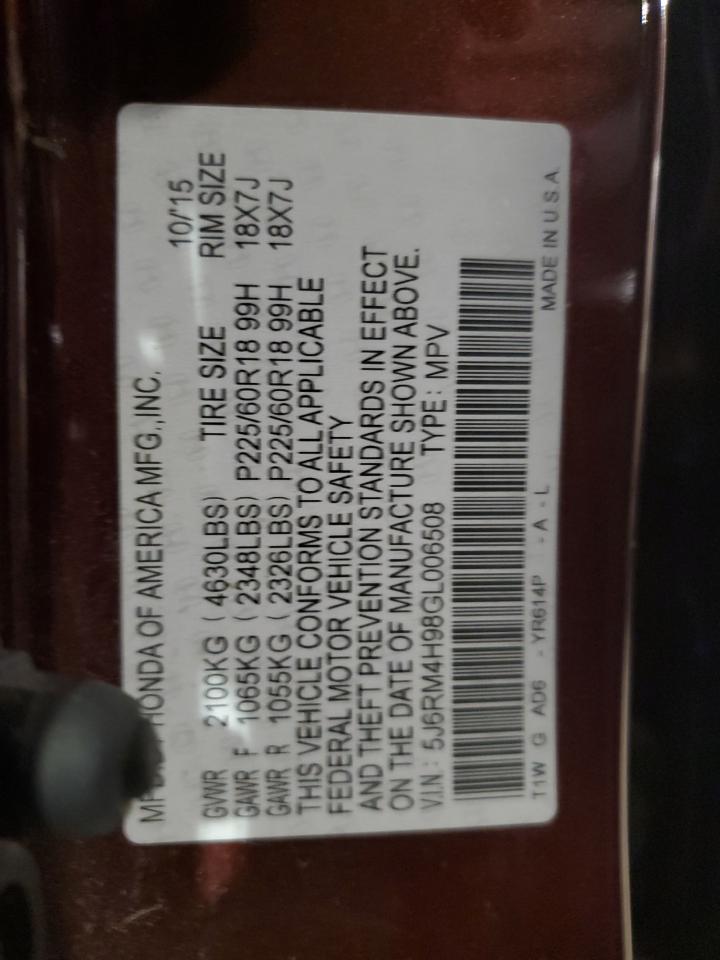 HONDA OF AMERICA MFG., INC. 10/'15
GVWR 2100KG ( 4630LBS) TIRE SIZE RIM SIZE
GAWR F 1065KG ( 2348LBS) P225/60R18 99H 18X7J
GAWR R 1055KG ( 2326LBS) P225/60R18 99H 18X7J
THIS VEHICLE CONFORMS TO ALL APPLICABLE
FEDERAL MOTOR VEHICLE SAFETY
AND THEFT PREVENTION STANDARDS IN EFFECT
ON THE DATE OF MANUFACTURE SHOWN ABOVE.
V.I.N.: 5J6RM4H98GL006508 TYPE: MPV
T1W G AD6 - YR614P - A - L MADE IN U S A